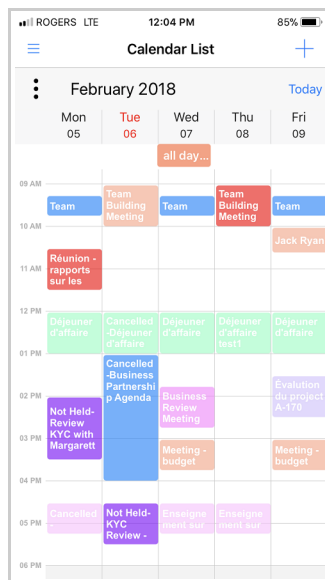 ROGERS LTE 12:04 PM 85%
Calendar List
February 2018 Today
Mon Tue Wed Thu Fri
05 06 07 08 09
all day...
09 AM
Team
Team
Building
Meeting
Team
Team
Building
Meeting
Team
10 AM
Jack Ryan
Réunion -
rapports
sur les
11 AM
12 PM
Déjeuner
d'affaire
Cancelled
-Déjeuner
d'affaire
Déjeuner
d'affaire
Déjeuner
d'affaire
test1
Déjeuner
d'affaire
01 PM
Cancelled
-Business
Partnershi
p Agenda
02 PM
Not Held-
Review
KYC with
Margarett
Business
Review
Meeting
Évalution
du project
A-170
03 PM
Meeting -
budget
Meeting -
budget
04 PM
Cancelled
Not Held-
KYC
Review -
Enseigne
ment sur
Enseigne
ment sur
05 PM
06 PM